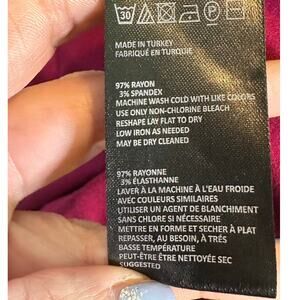 30
MADE IN TURKEY
FABRIQUÉ EN TURQUIE
97% RAYON
3% SPANDEX
MACHINE WASH COLD WITH LIKE COLORS
USE ONLY NON-CHLORINE BLEACH
RESHAPE LAY FLAT TO DRY
LOW IRON AS NEEDED
MAY BE DRY CLEANED
97% RAYONNE
3% ÉLASTHANNE
LAVER À LA MACHINE À L'EAU FROIDE
AVEC COULEURS SIMILAIRES
UTILISER UN AGENT DE BLANCHIMENT
SANS CHLOR SI NÉCESSAIRE
METTRE EN FORME ET SECHER À PLAT
REPASSER, AU BESOIN, À TRÈS
BASSE TEMPÉRATURE
PEUT-ÊTRE ÊTRE NETTOYÉE SEC
SUGGESTED